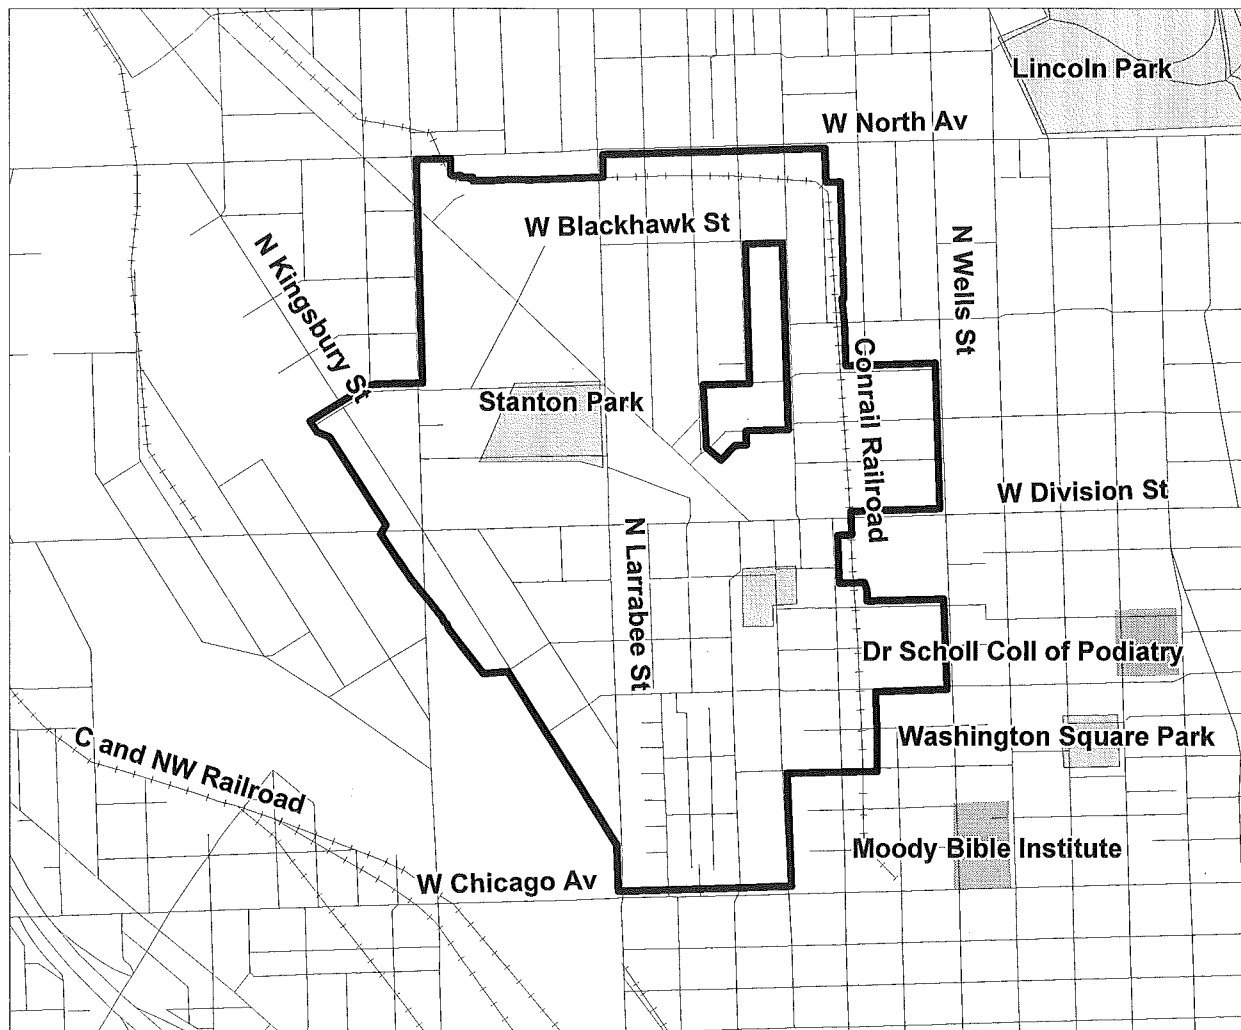 Lincoln Park
W North Av
W Blackhawk St
N Wells St
N Kingsbury St
Conrail Railroad
Stanton Park
W Division St
N Larrabee St
Dr Scholl Coll of Podiatry
Washington Square Park
C and NW Railroad
Moody Bible Institute
W Chicago Av